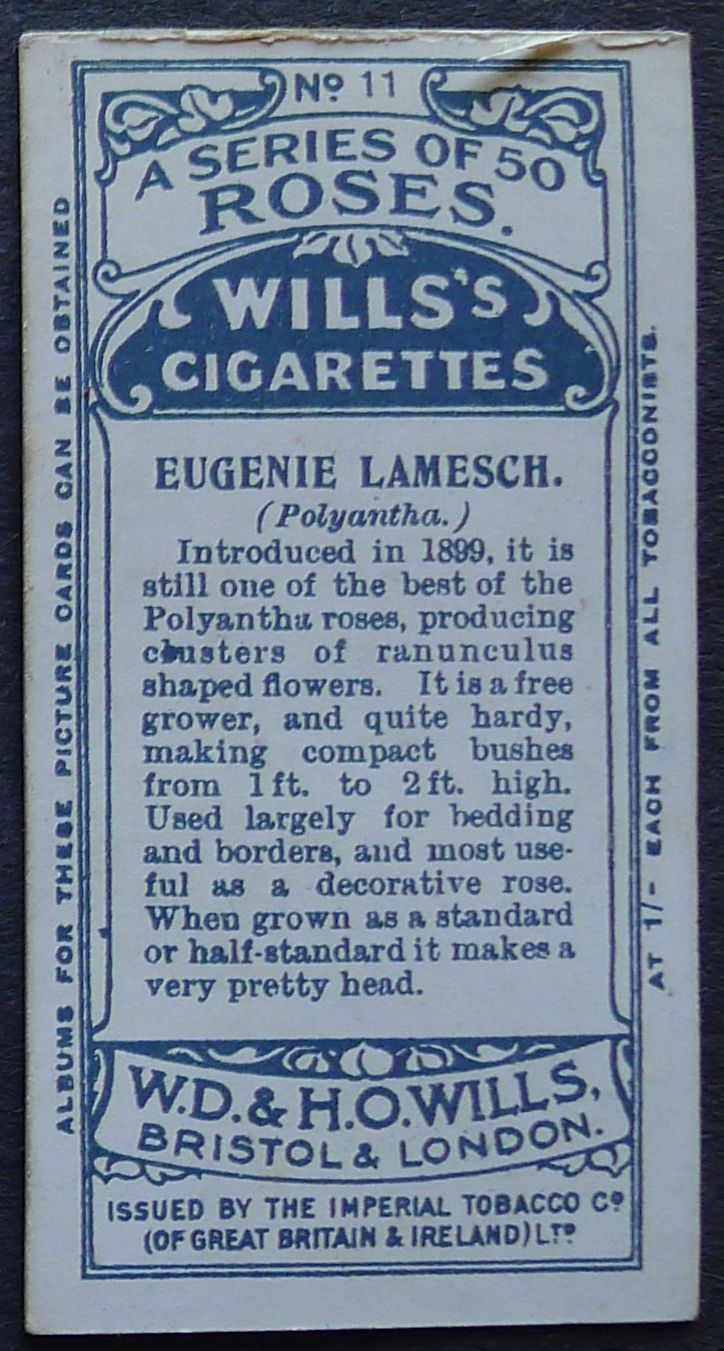 Nº 11
A SERIES OF 50
ROSES.
WILLS'S
CIGARETTES
EUGENIE LAMESCH.
(Polyantha.)
Introduced in 1899, it is
still one of the best of the
Polyantha roses, producing
clusters of ranunculus
shaped flowers. It is a free
grower, and quite hardy,
making compact bushes
from 1 ft. to 2 ft. high.
Used largely for bedding
and borders, and most use-
ful as a decorative rose.
When grown as a standard
or half-standard it makes a
very pretty head.
W.D. & H.O. WILLS,
BRISTOL & LONDON.
ISSUED BY THE IMPERIAL TOBACCO Cº
(OF GREAT BRITAIN & IRELAND) LTº
ALBUMS FOR THESE PICTURE CARDS CAN BE OBTAINED
AT 1/- EACH FROM ALL TOBACCONISTS.